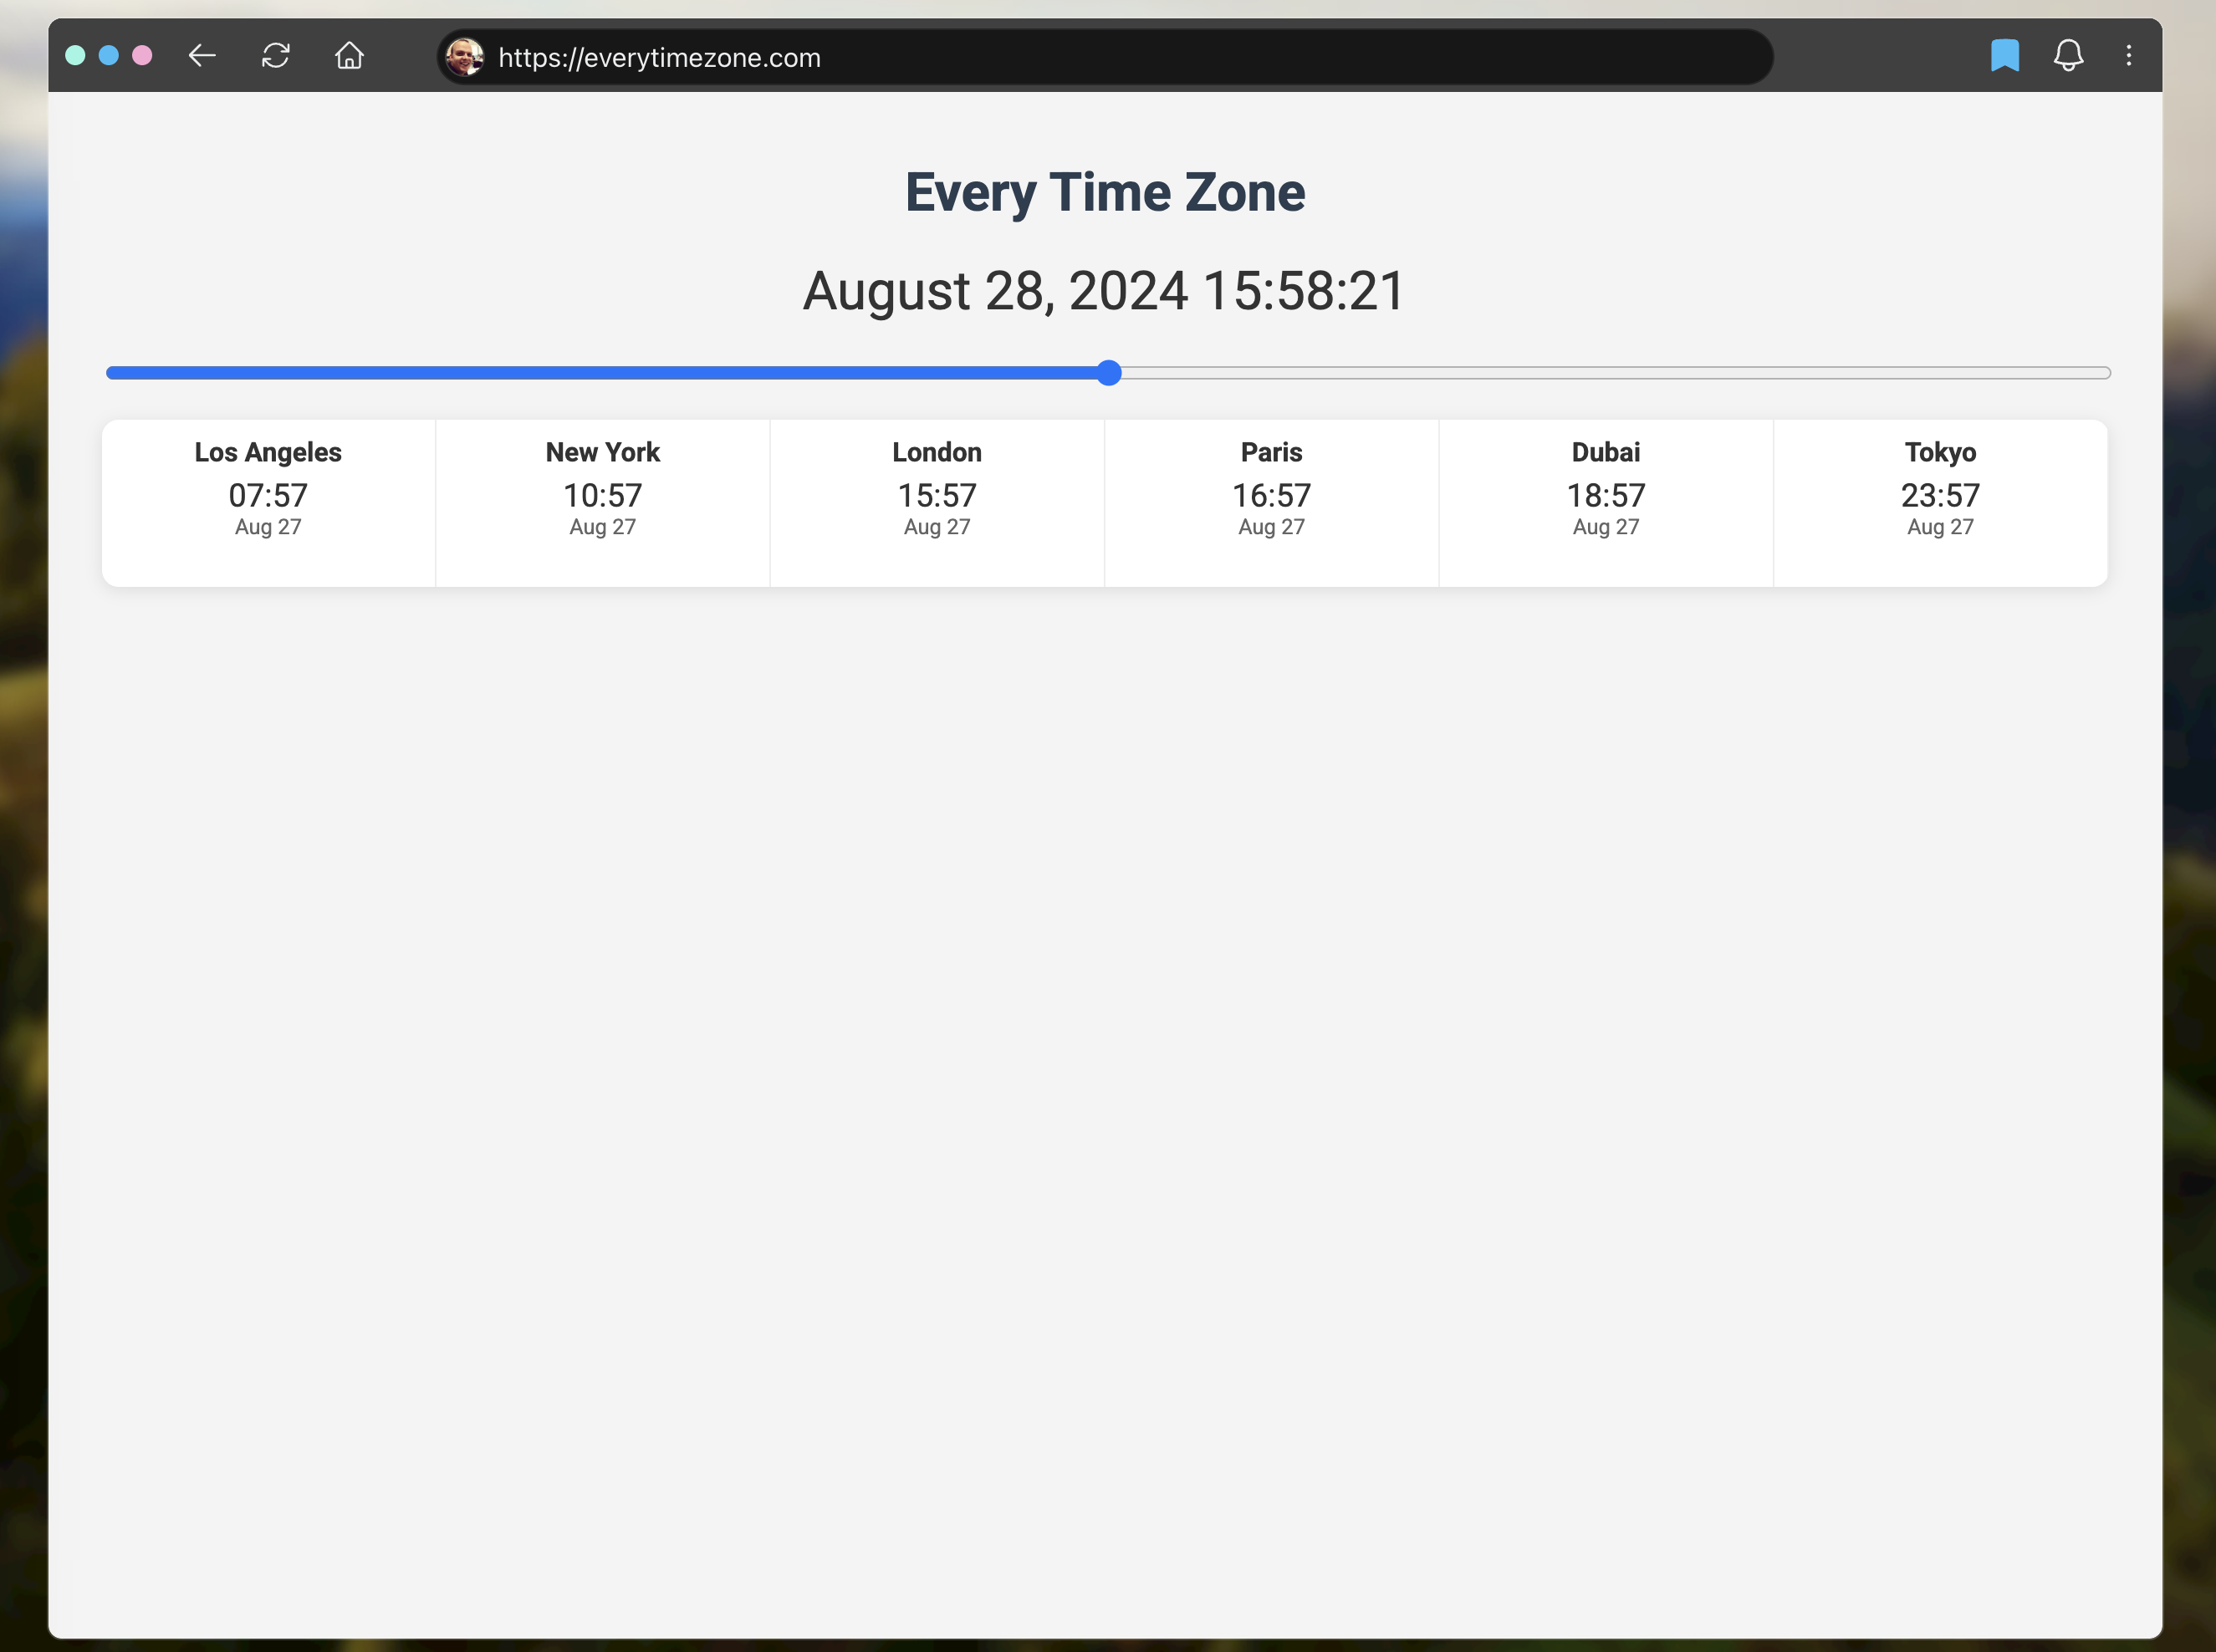 https://everytimezone.com
Every Time Zone
August 28, 2024 15:58:21
Los Angeles
07:57
Aug 27
New York
10:57
Aug 27
London
15:57
Aug 27
Paris
16:57
Aug 27
Dubai
18:57
Aug 27
Tokyo
23:57
Aug 27